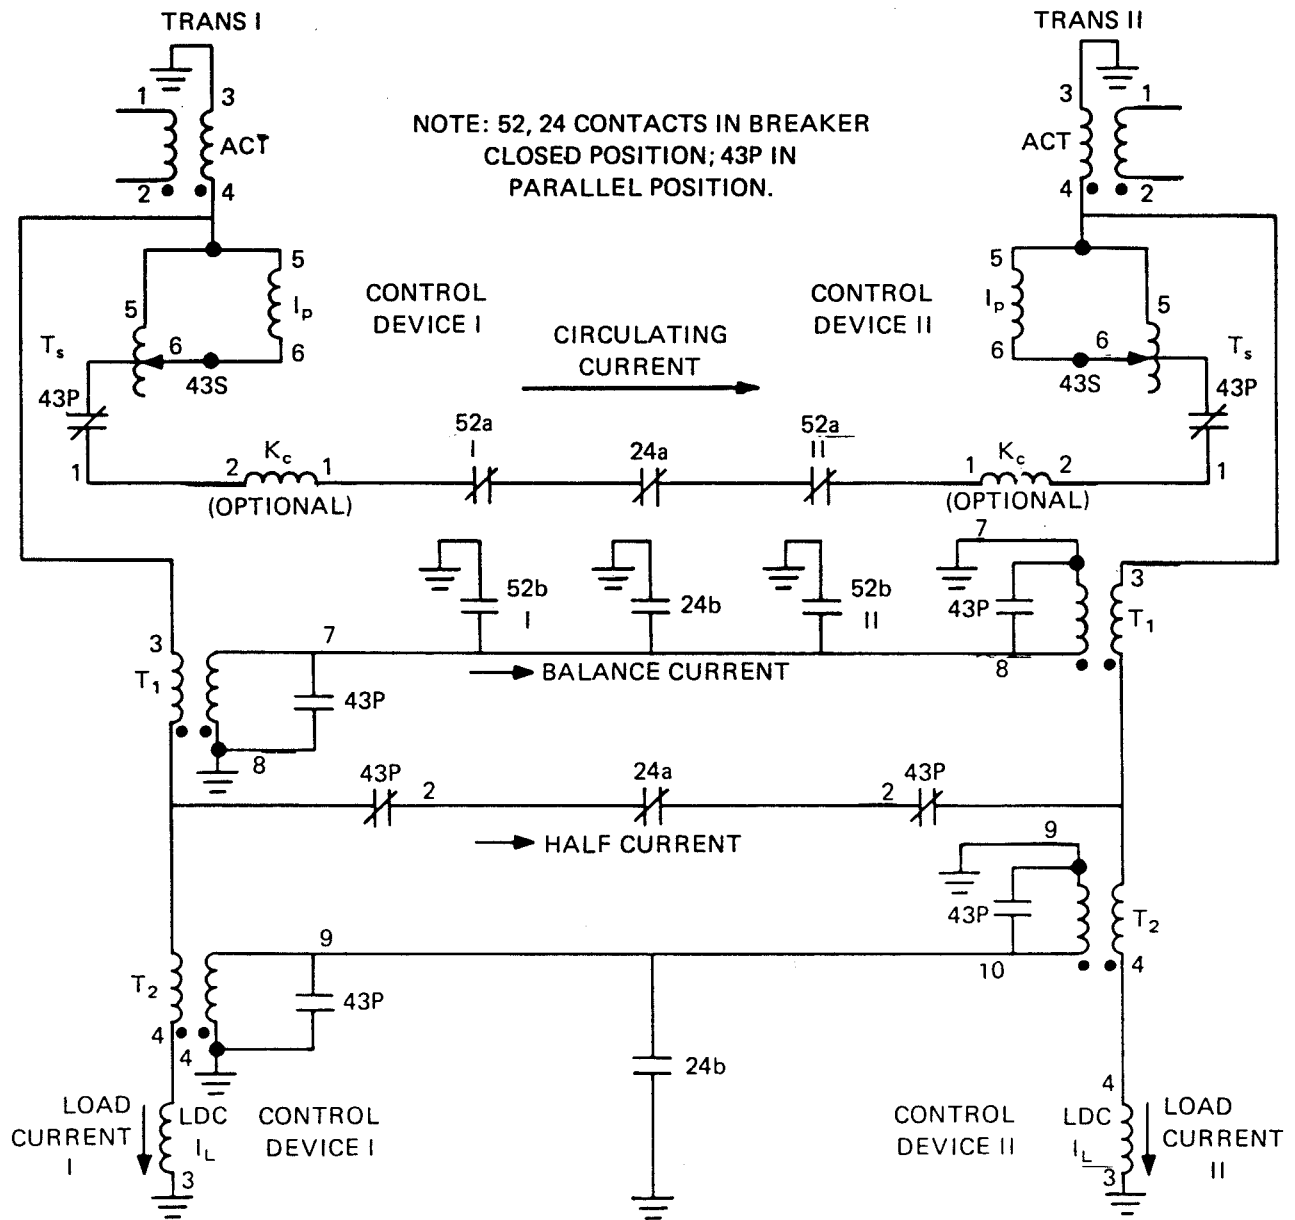 TRANS I
TRANS II
1
3
3
1
ACT
ACT
2
4
4
2
NOTE: 52, 24 CONTACTS IN BREAKER
CLOSED POSITION; 43P IN
PARALLEL POSITION.
5
5
Ip
6
6
43S
Ts
43P
1
CONTROL
DEVICE I
CIRCULATING
CURRENT
CONTROL
DEVICE II
5
Ip
6
5
6
43S
Ts
43P
1
2
Kc
1
(OPTIONAL)
52a
I
24a
52a
II
1
Kc
2
(OPTIONAL)
52b
I
24b
52b
II
7
43P
8
3
T1
3
T1
7
43P
8
BALANCE CURRENT
43P
2
24a
2
43P
HALF CURRENT
9
43P
10
T2
4
9
T2
43P
4
4
24b
LOAD
CURRENT
I
LDC
IL
3
CONTROL
DEVICE I
CONTROL
DEVICE II
4
LDC
IL
3
LOAD
CURRENT
II